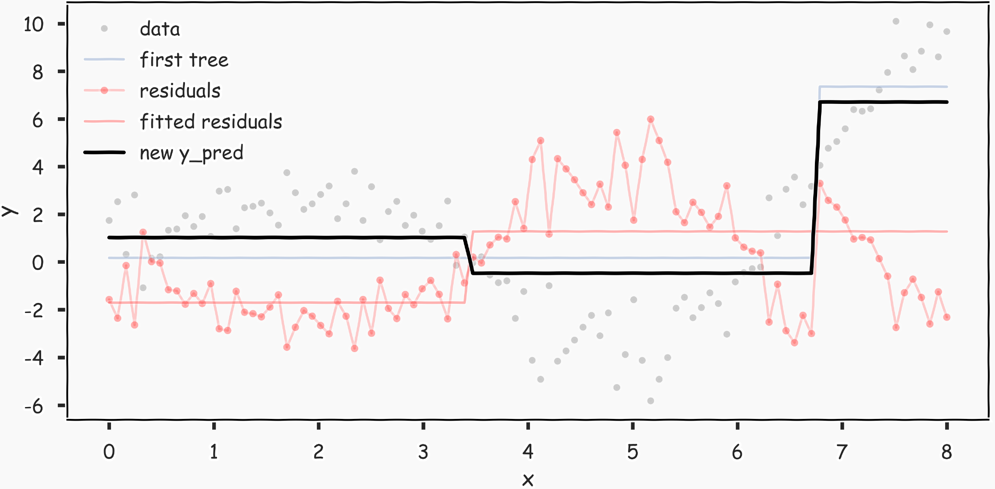 10
8
6
4
2
0
-2
-4
-6
y
data
first tree
residuals
fitted residuals
new y_pred
0 1 2 3 4 5 6 7 8
x